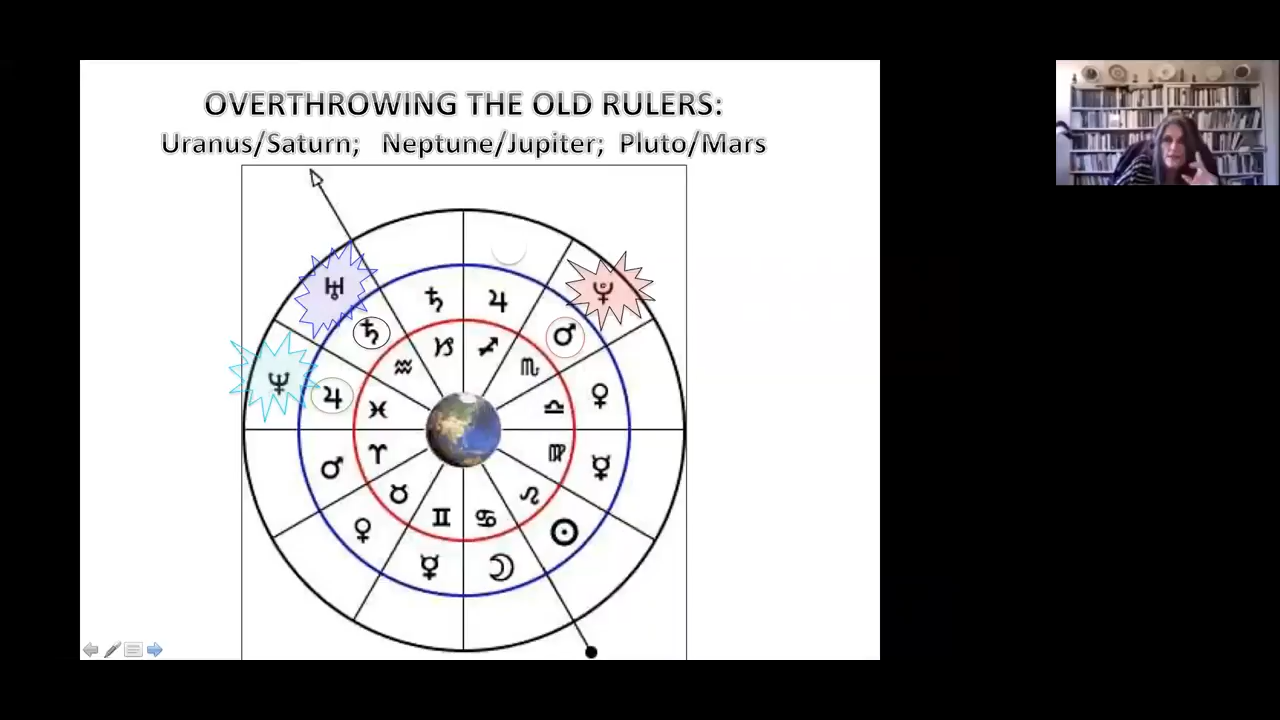 OVERTHROWING THE OLD RULERS:
Uranus/Saturn; Neptune/Jupiter; Pluto/Mars
♅ ♇
♄ ♃
♄ ♂
♆ ♑ ♐
♒ ♏
♃ ♓ ♎ ♀
♂ ♈ ♍ ☿
♉ ♌
♀ ♊ ♋ ☉
☿ ☽